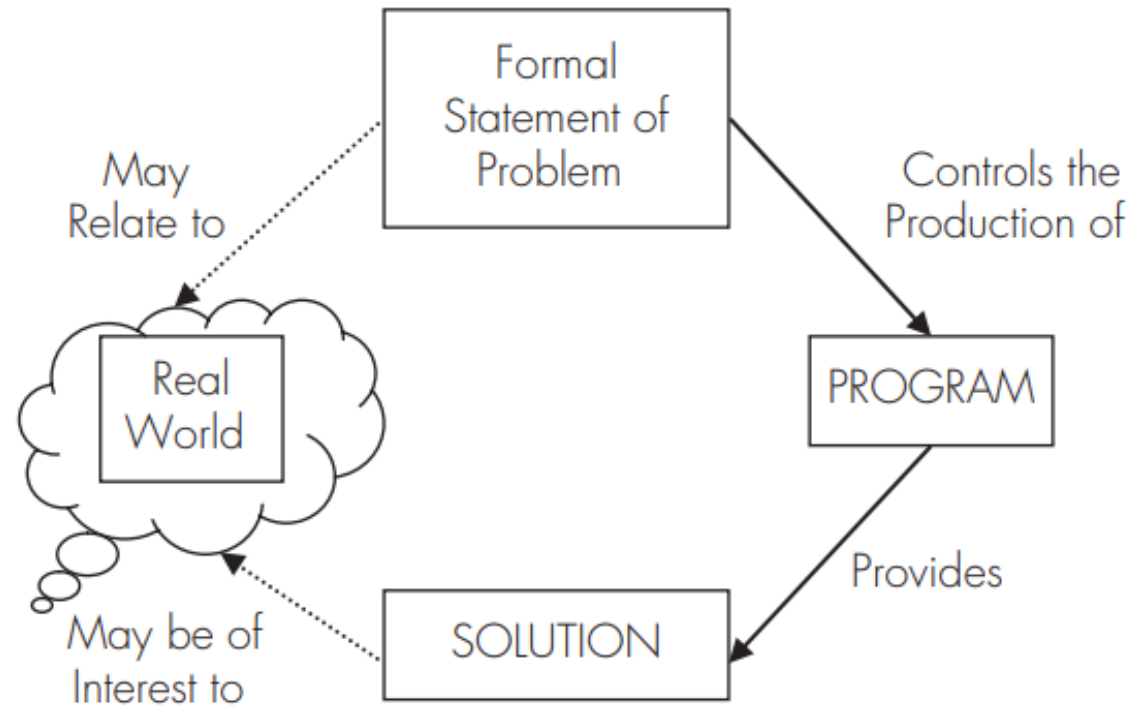 Formal
Statement of
Problem
May
Relate to
Controls the
Production of
Real
World
PROGRAM
Provides
SOLUTION
May be of
Interest to